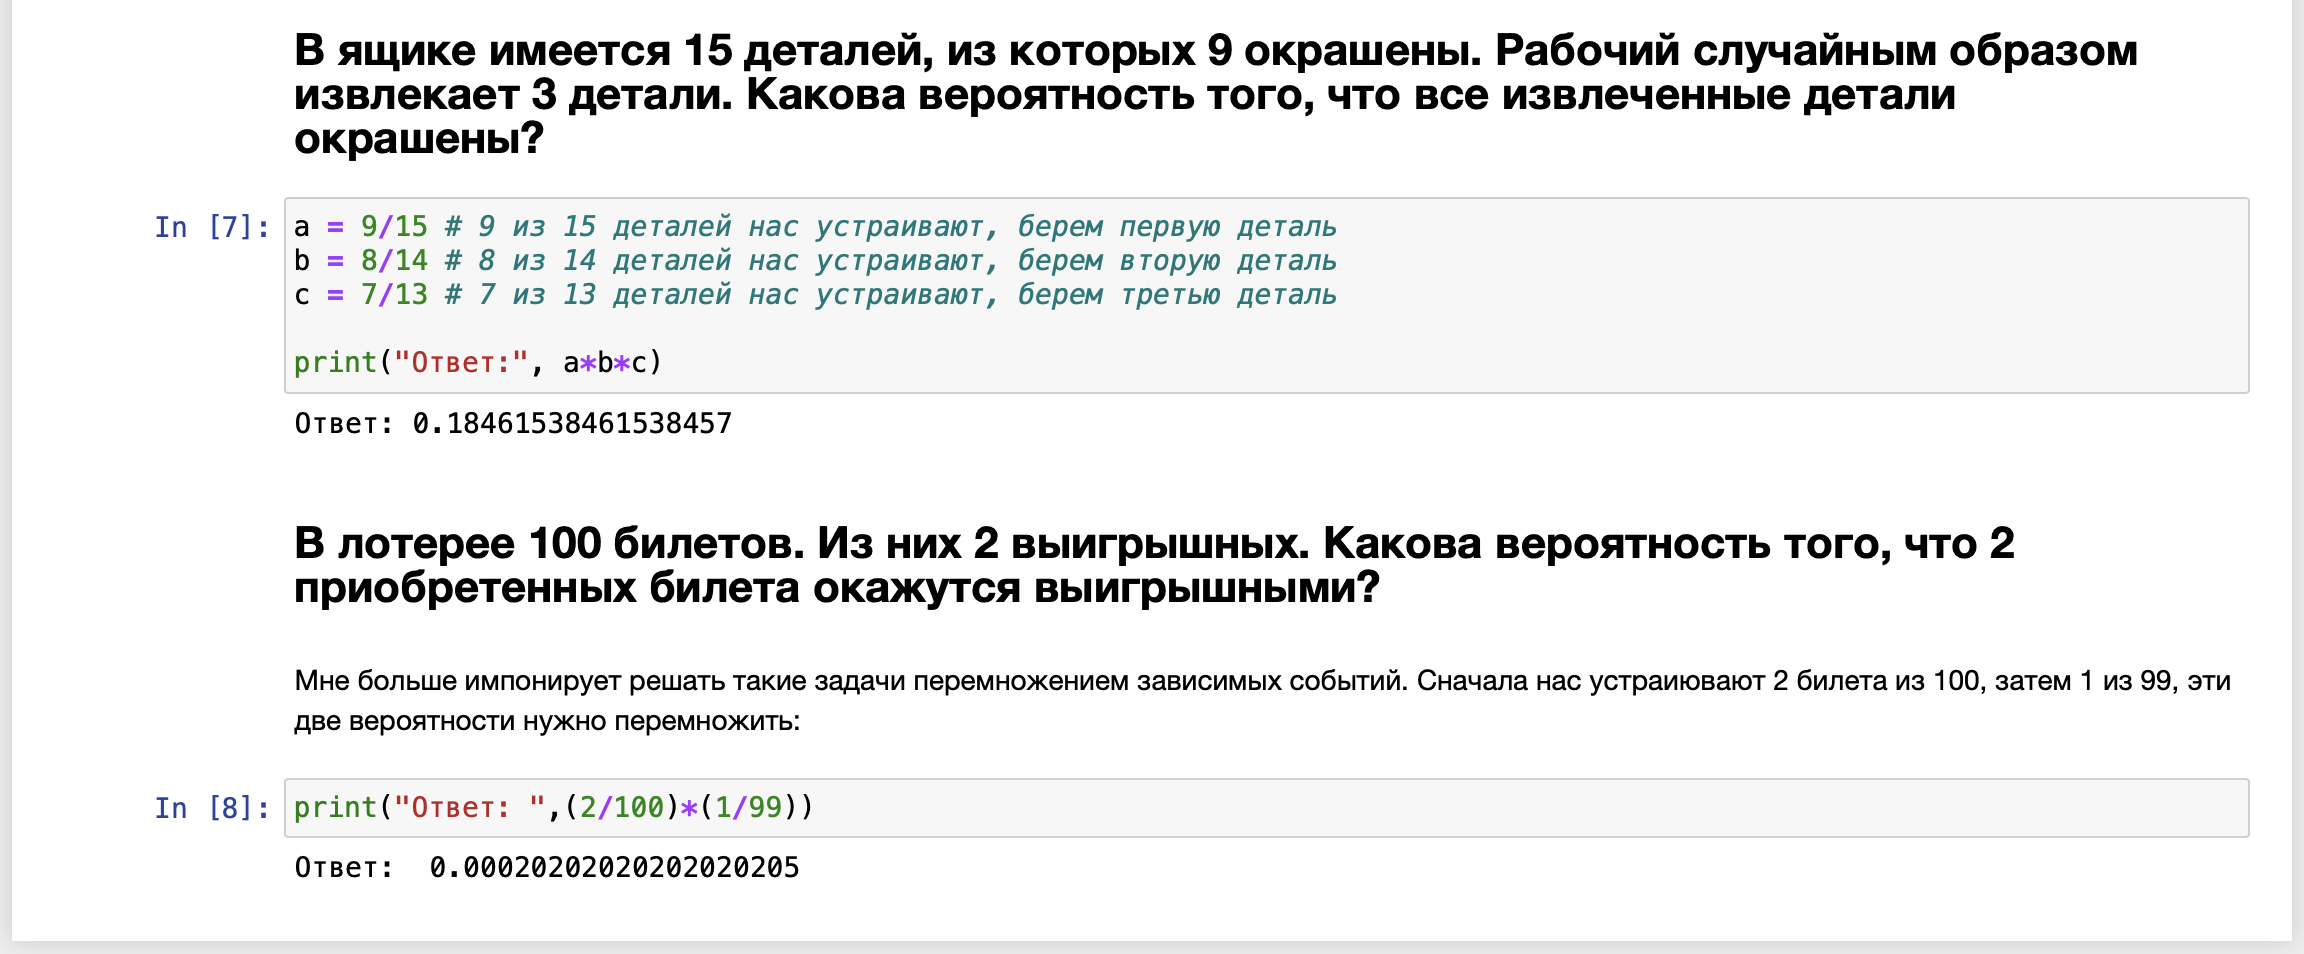 В ящике имеется 15 деталей, из которых 9 окрашены. Рабочий случайным образом
извлекает 3 детали. Какова вероятность того, что все извлеченные детали
окрашены?
In [7]:
a = 9/15 # 9 из 15 деталей нас устраивают, берем первую деталь
b = 8/14 # 8 из 14 деталей нас устраивают, берем вторую деталь
c = 7/13 # 7 из 13 деталей нас устраивают, берем третью деталь
print("Ответ:", a*b*c)
Ответ: 0.18461538461538457
В лотерее 100 билетов. Из них 2 выигрышных. Какова вероятность того, что 2
приобретенных билета окажутся выигрышными?
Мне больше импонирует решать такие задачи перемножением зависимых событий. Сначала нас устраиювают 2 билета из 100, затем 1 из 99, эти
две вероятности нужно перемножить:
In [8]: print("Ответ: ",(2/100)*(1/99))
Ответ:  0.00020202020202020205